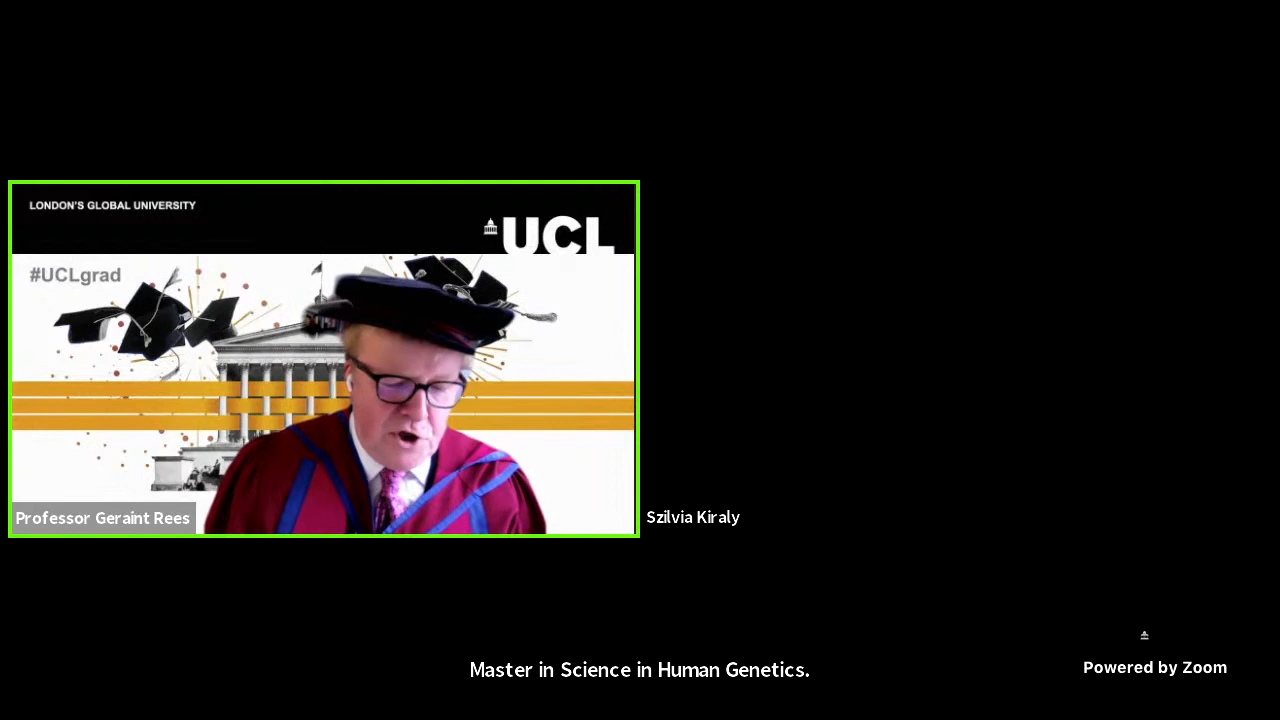 LONDON'S GLOBAL UNIVERSITY
UCL
#UCLgrad
Professor Geraint Rees
Szilvia Kiraly
Master in Science in Human Genetics.
Powered by Zoom